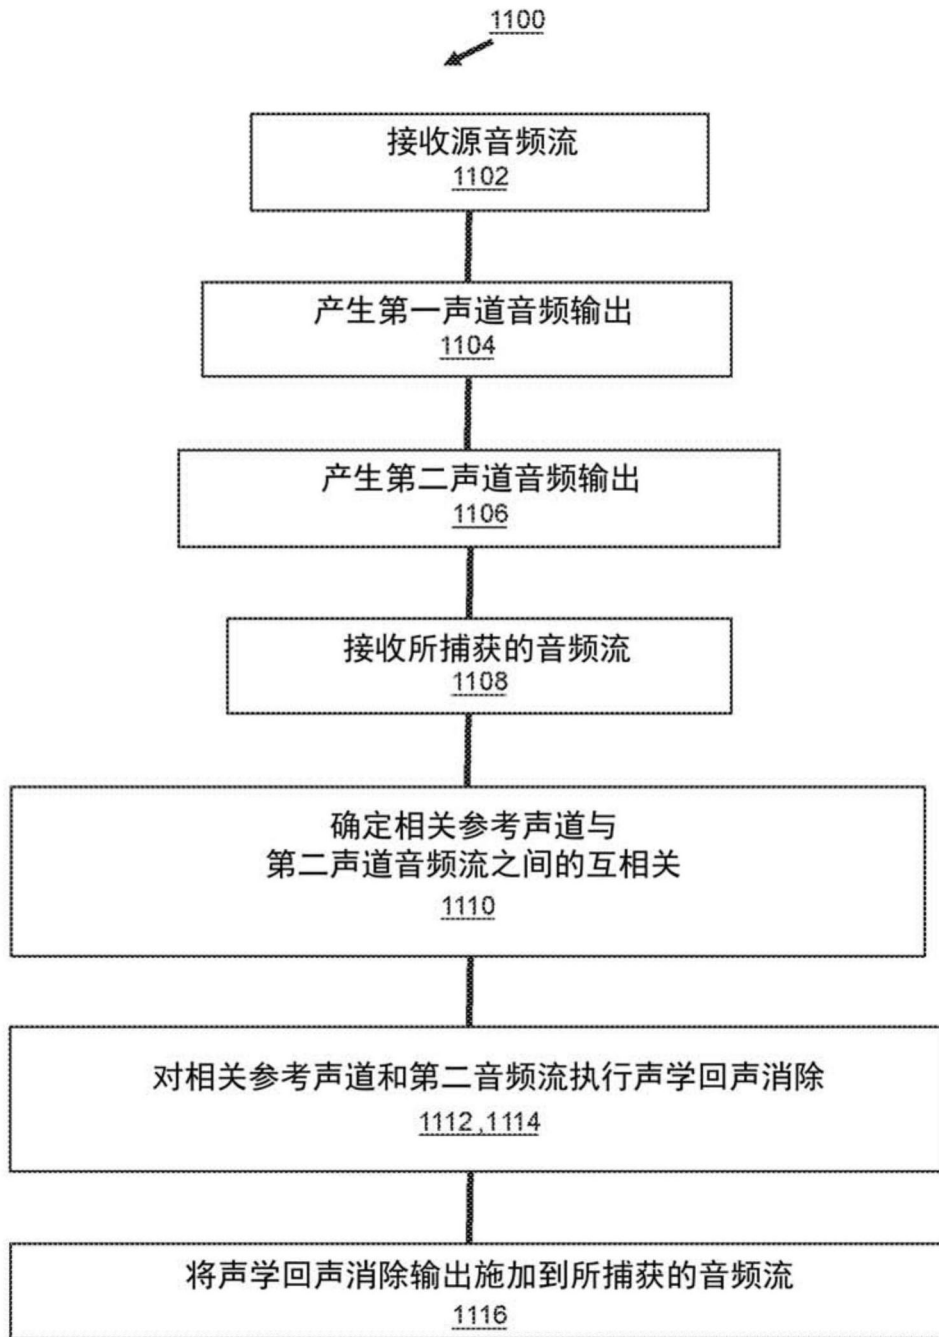 1100
接收源音频流
1102
产生第一声道音频输出
1104
产生第二声道音频输出
1106
接收所捕获的音频流
1108
确定相关参考声道与
第二声道音频流之间的互相关
1110
对相关参考声道和第二音频流执行声学回声消除
1112 ,1114
将声学回声消除输出施加到所捕获的音频流
1116